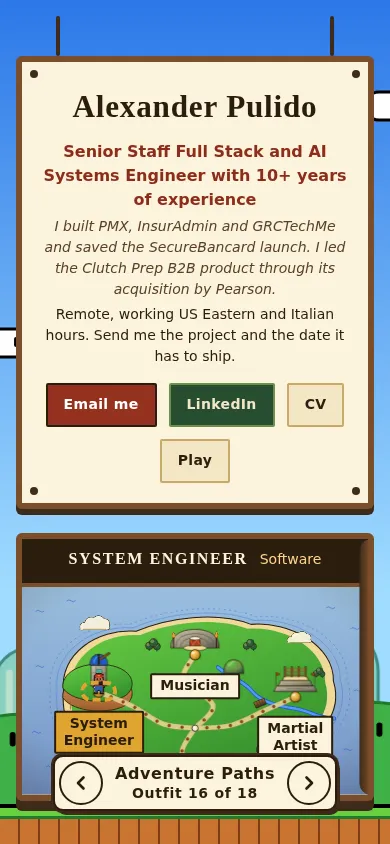 Alexander Pulido
Senior Staff Full Stack and AI
Systems Engineer with 10+ years
of experience
I built PMX, InsurAdmin and GRCTechMe
and saved the SecureBancard launch. I led
the Clutch Prep B2B product through its
acquisition by Pearson.
Remote, working US Eastern and Italian
hours. Send me the project and the date it
has to ship.
Email me
LinkedIn
CV
Play
SYSTEM ENGINEER Software
Musician
System
Engineer
Martial
Artist
Adventure Paths
Outfit 16 of 18